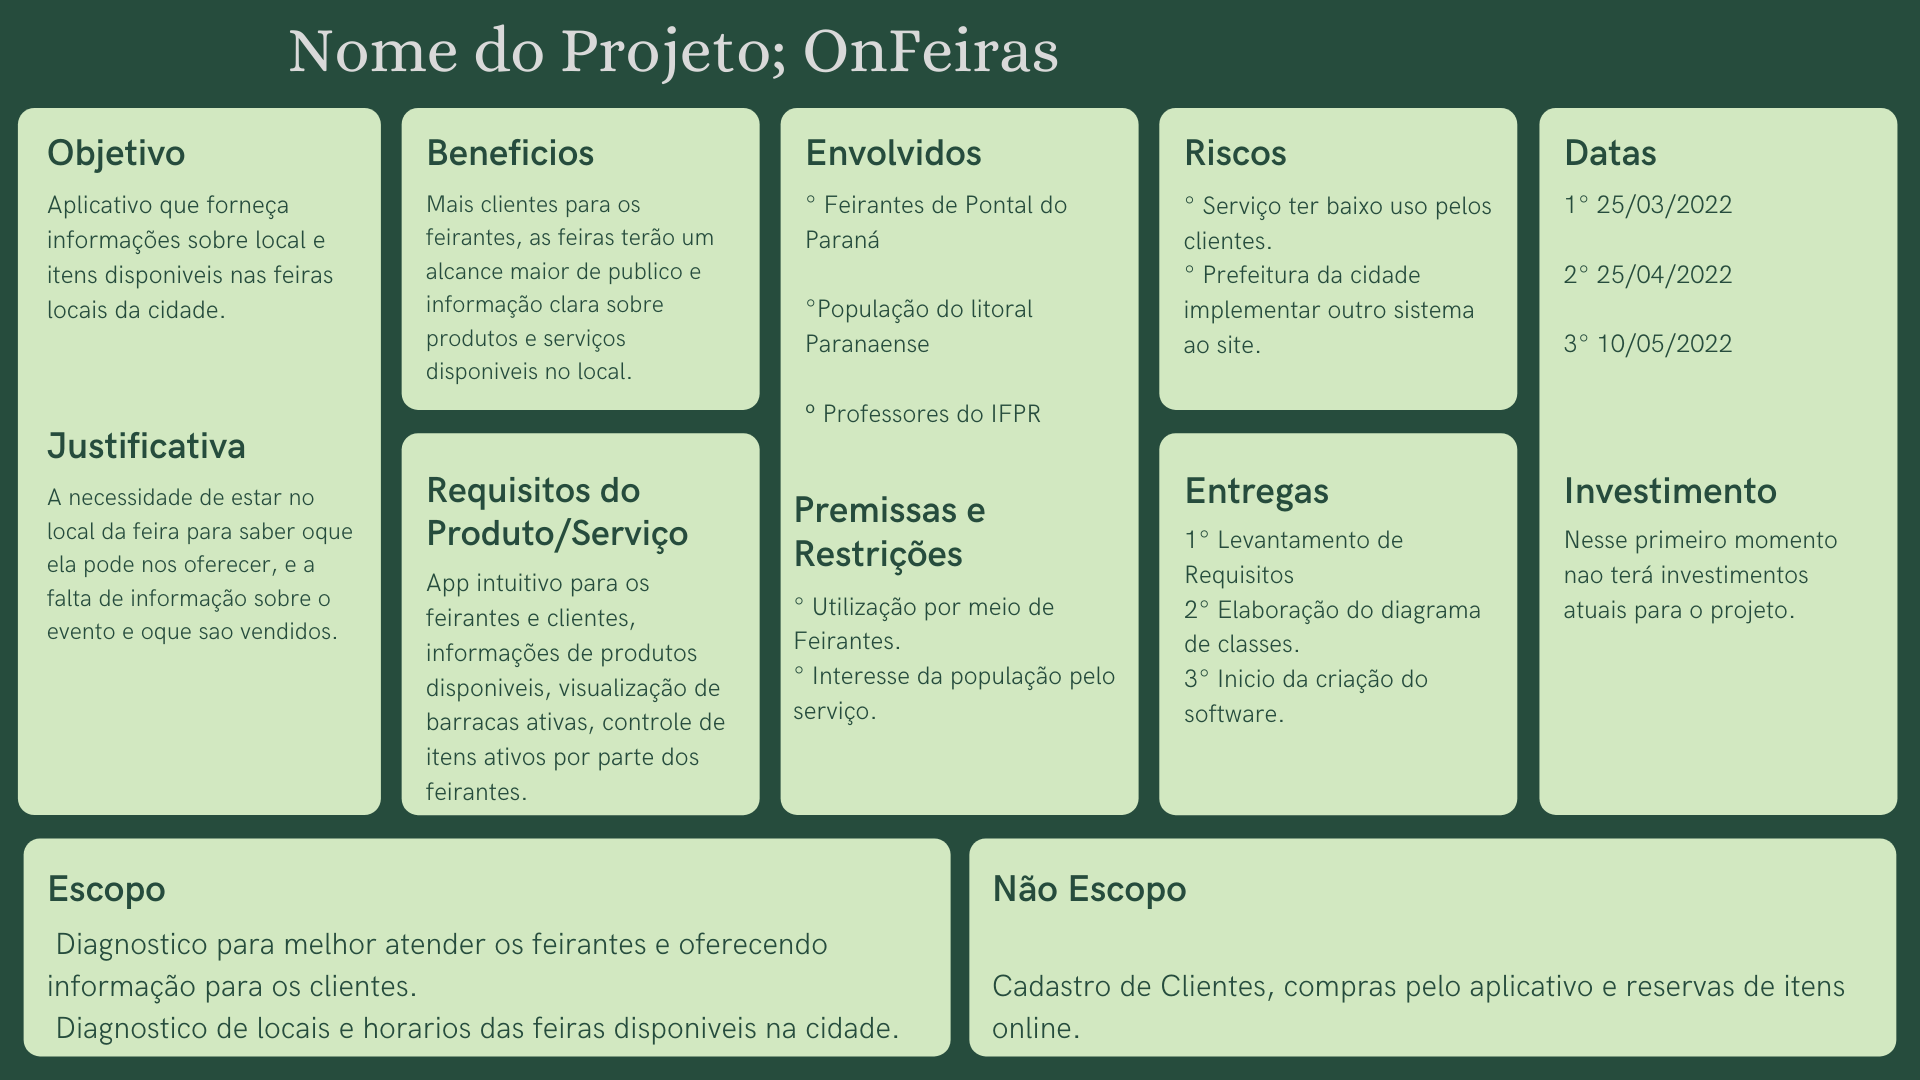 Nome do Projeto; OnFeiras
Objetivo
Aplicativo que forneça
informações sobre local e
itens disponiveis nas feiras
locais da cidade.
Justificativa
A necessidade de estar no
local da feira para saber oque
ela pode nos oferecer, e a
falta de informação sobre o
evento e oque sao vendidos.
Beneficios
Mais clientes para os
feirantes, as feiras terão um
alcance maior de publico e
informação clara sobre
produtos e serviços
disponiveis no local.
Requisitos do
Produto/Serviço
App intuitivo para os
feirantes e clientes,
informações de produtos
disponiveis, visualização de
barracas ativas, controle de
itens ativos por parte dos
feirantes.
Envolvidos
° Feirantes de Pontal do
Paraná
°População do litoral
Paranaense
º Professores do IFPR
Premissas e
Restrições
° Utilização por meio de
Feirantes.
° Interesse da população pelo
serviço.
Riscos
° Serviço ter baixo uso pelos
clientes.
° Prefeitura da cidade
implementar outro sistema
ao site.
Entregas
1° Levantamento de
Requisitos
2° Elaboração do diagrama
de classes.
3° Inicio da criação do
software.
Datas
1° 25/03/2022
2° 25/04/2022
3° 10/05/2022
Investimento
Nesse primeiro momento
nao terá investimentos
atuais para o projeto.
Escopo
Diagnostico para melhor atender os feirantes e oferecendo
informação para os clientes.
Diagnostico de locais e horarios das feiras disponiveis na cidade.
Não Escopo
Cadastro de Clientes, compras pelo aplicativo e reservas de itens
online.